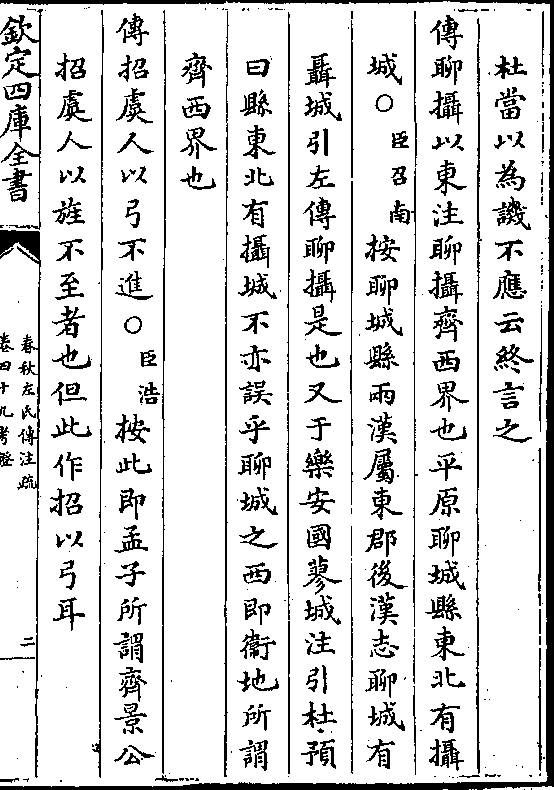 杜當以為譏不應云終言之
傳聊攝以東注聊攝齊西界也平原聊城縣東北有攝
城○臣召南按聊城縣兩漢屬東郡後漢志聊城有
聶城引左傳聊攝是也又于樂安國蓼城注引杜預
曰縣東北有攝城不亦誤乎聊城之西即衞地所謂
齊西界也
傳招虞人以弓不進○臣浩按此即孟子所謂齊景公
招虞人以旌不至者也但此作招以弓耳
欽定四庫全書
春秋左氏傳注疏
卷四十九考證
二